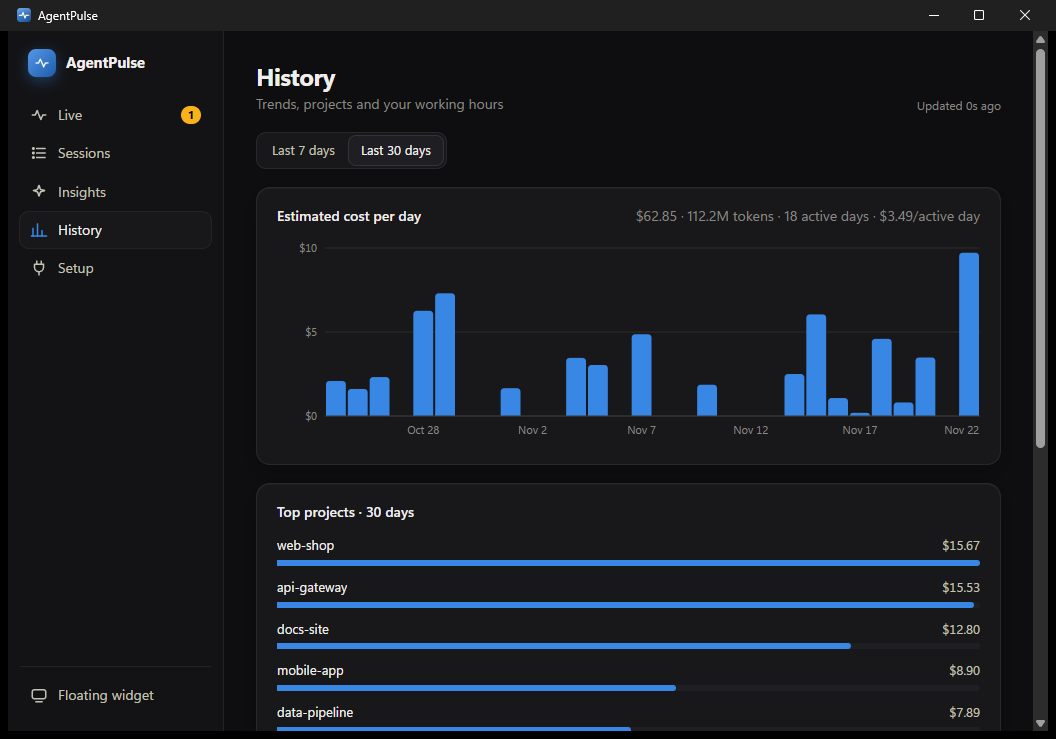 AgentPulse
AgentPulse
Live 1
Sessions
Insights
History
Setup
Floating widget
History
Trends, projects and your working hours
Updated 0s ago
Last 7 days Last 30 days
Estimated cost per day $62.85 · 112.2M tokens · 18 active days · $3.49/active day
$10
$5
$0
Oct 28 Nov 2 Nov 7 Nov 12 Nov 17 Nov 22
Top projects · 30 days
web-shop $15.67
api-gateway $15.53
docs-site $12.80
mobile-app $8.90
data-pipeline $7.89